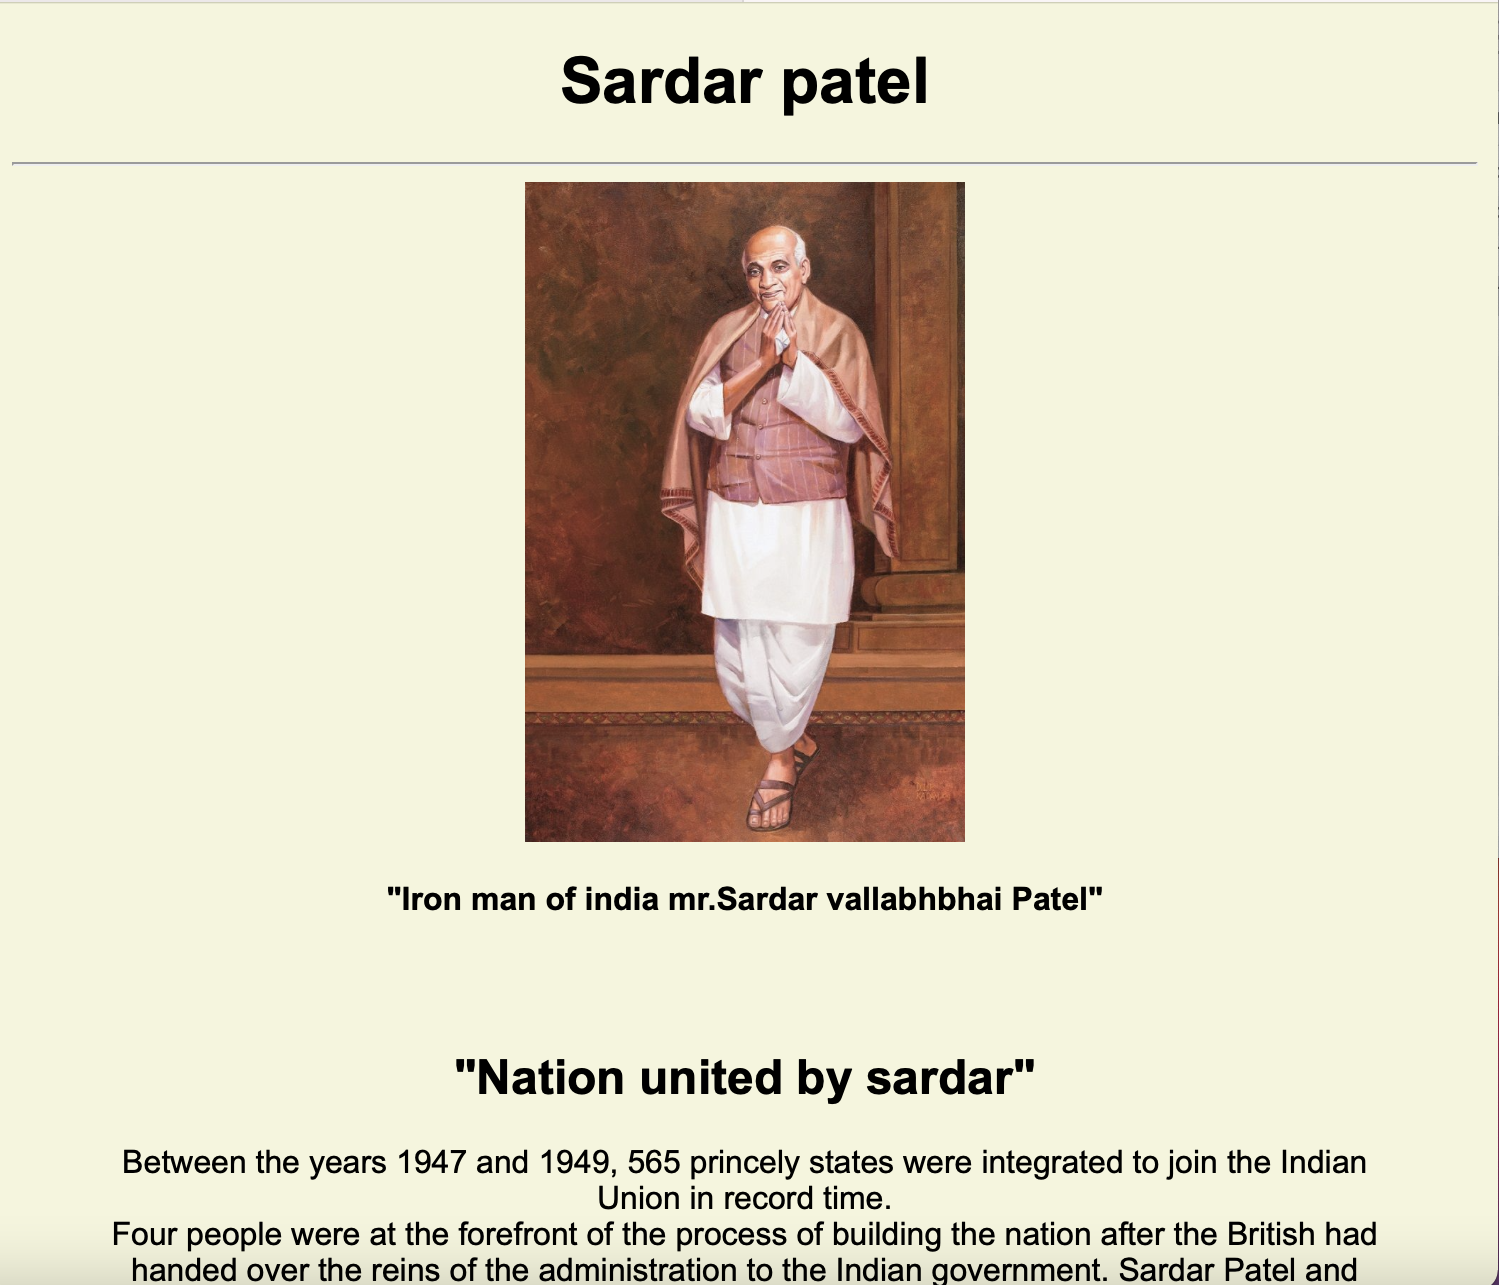 Sardar patel
"Iron man of india mr.Sardar vallabhbhai Patel"
"Nation united by sardar"
Between the years 1947 and 1949, 565 princely states were integrated to join the Indian
Union in record time.
Four people were at the forefront of the process of building the nation after the British had
handed over the reins of the administration to the Indian government. Sardar Patel and